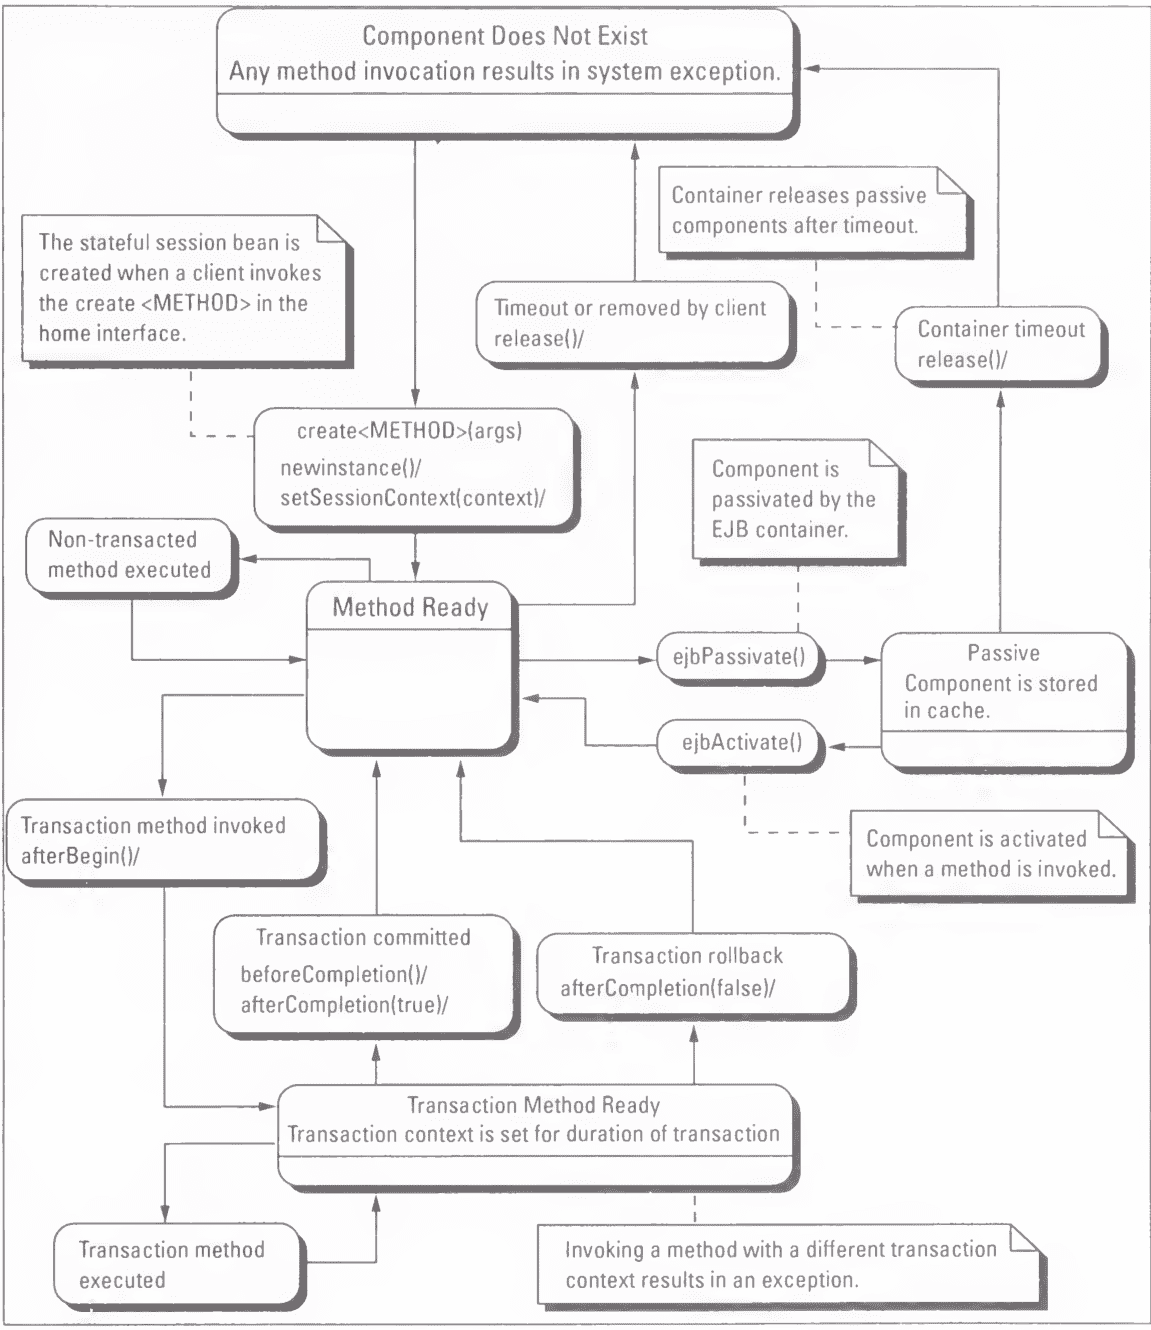 Component Does Not Exist
Any method invocation results in system exception.
Container releases passive
components after timeout.
The stateful session bean is
created when a client invokes
the create <METHOD> in the
home interface.
Timeout or removed by client
release()/
Container timeout
release()/
create<METHOD>(args)
newinstance()/
setSessionContext(context)/
Component is
passivated by the
EJB container.
Non-transacted
method executed
Method Ready
ejbPassivate()
Passive
Component is stored
in cache.
ejbActivate()
Transaction method invoked
afterBegin()/
Component is activated
when a method is invoked.
Transaction committed
beforeCompletion()/
afterCompletion(true)/
Transaction rollback
afterCompletion(false)/
Transaction Method Ready
Transaction context is set for duration of transaction
Transaction method
executed
Invoking a method with a different transaction
context results in an exception.